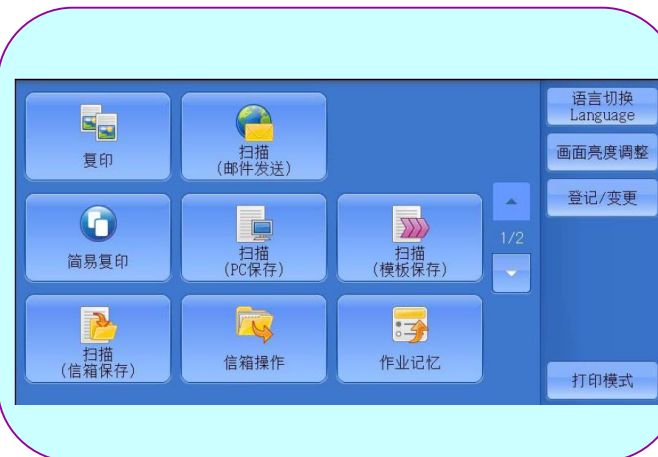 复印
扫描
(邮件发送)
语言切换
Language
画面亮度调整
登记/变更
简易复印
扫描
(PC保存)
扫描
(模板保存)
1/2
扫描
(信箱保存)
信箱操作
作业记忆
打印模式